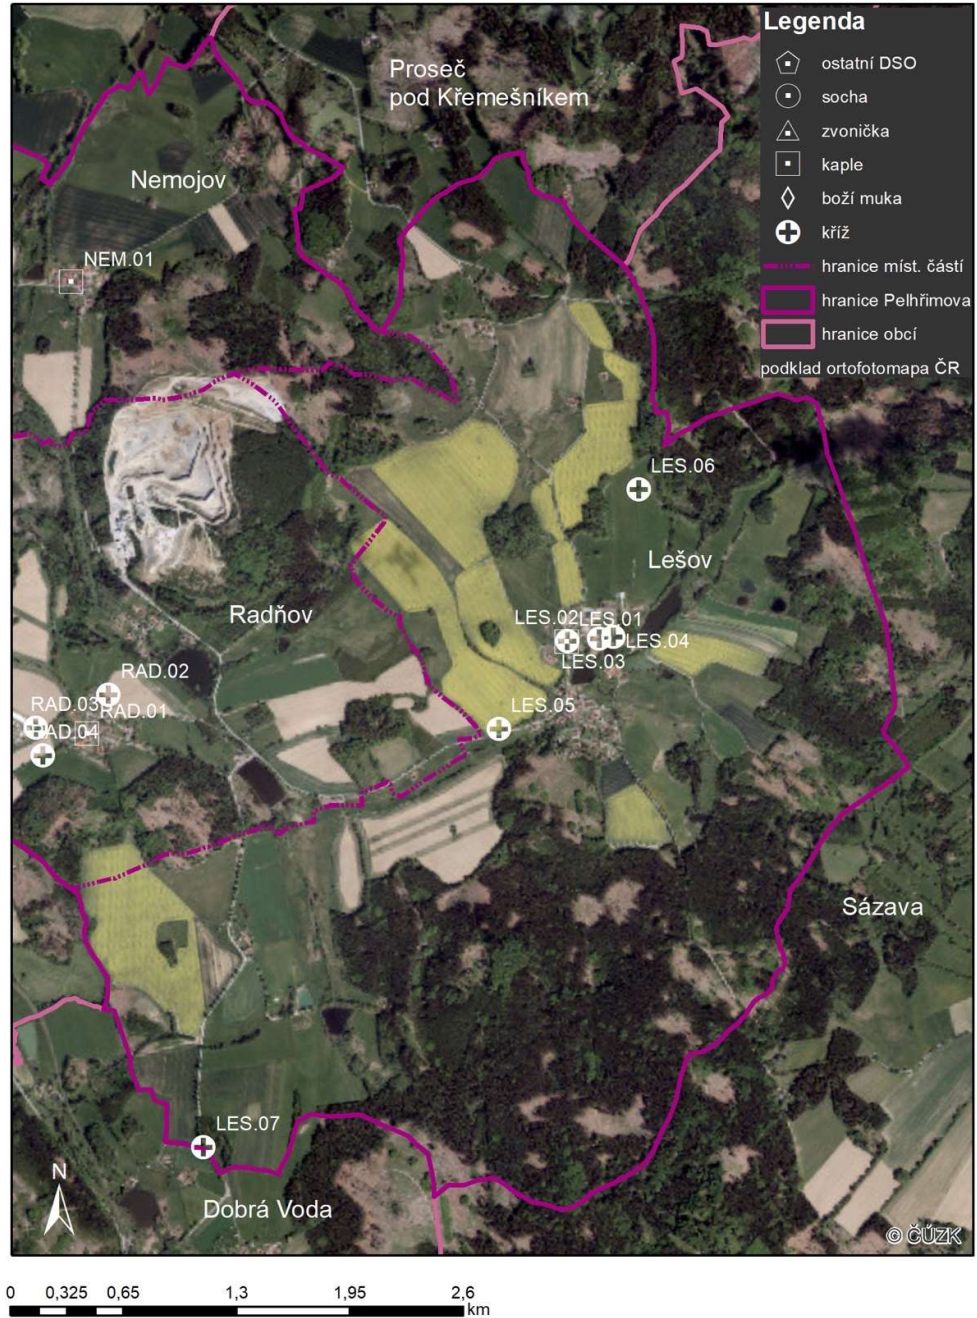 Legenda
ostatní DSO
socha
zvonička
kaple
boží muka
kříž
hranice míst. částí
hranice Pelhřimova
hranice obcí
podklad ortofotomapa ČR
Proseč
pod Křemešníkem
Nemojov
NEM.01
LES.06
Lešov
Radňov
LES.02
LES.01
LES.04
LES.03
RAD.02
RAD.03
RAD.01
RAD.04
LES.05
Sázava
LES.07
N
Dobrá Voda
© ČÚZK
0 0,325 0,65 1,3 1,95 2,6
km